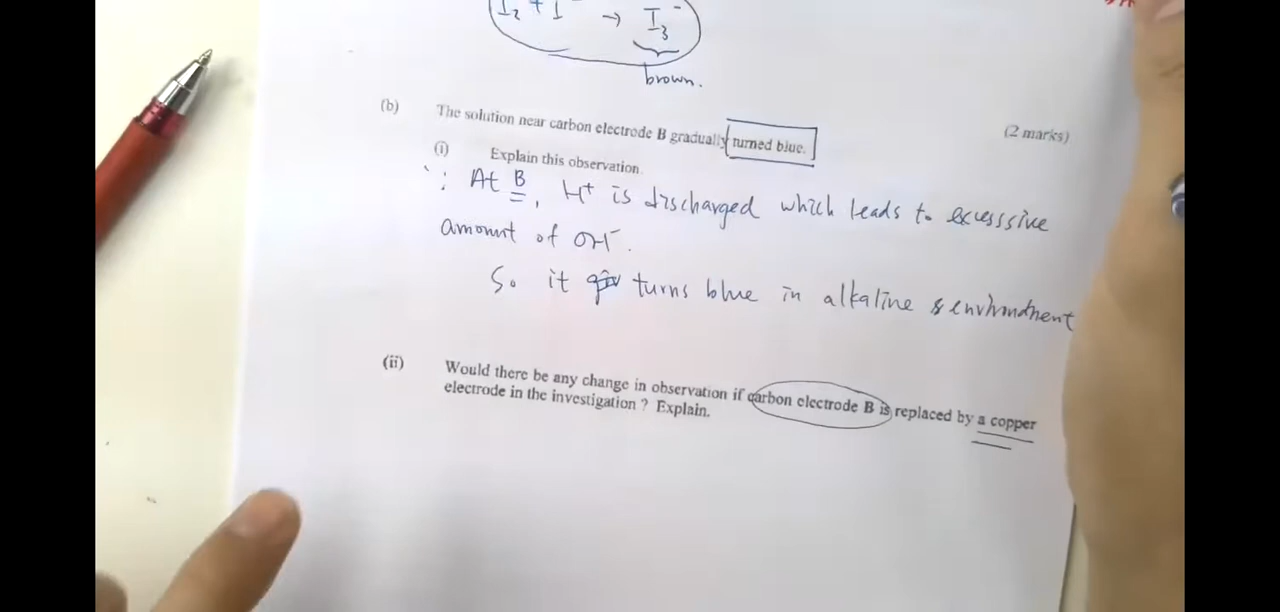 I₂ + I⁻ → I₃⁻
brown.
(b) The solution near carbon electrode B gradually turned blue.
(2 marks)
(i) Explain this observation.
∵ At B, H⁺ is discharged which leads to excesssive
amount of OH⁻.
So it turns blue in alkaline
(ii) Would there be any change in observation if carbon electrode B is replaced by a copper
electrode in the investigation ? Explain.